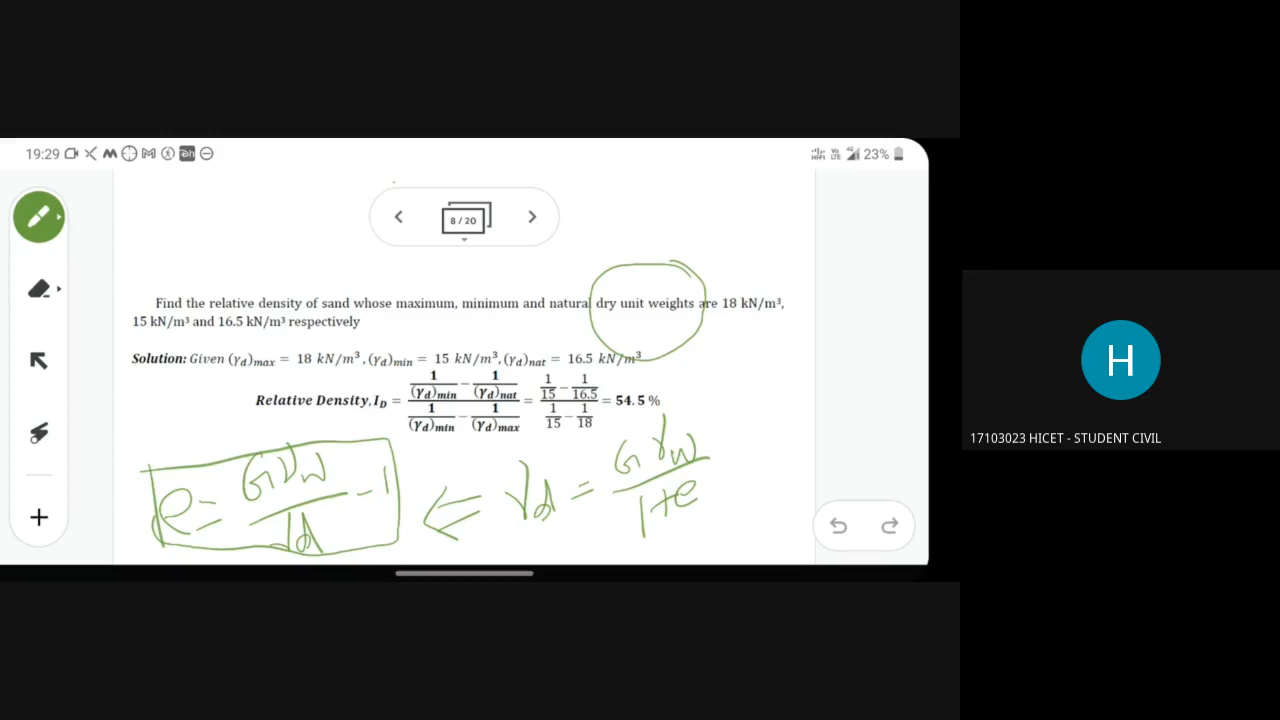 19:29
23%
8 / 20
Find the relative density of sand whose maximum, minimum and natural dry unit weights are 18 kN/m³,
15 kN/m³ and 16.5 kN/m³ respectively
Solution: Given (γd)max = 18 kN/m³, (γd)min = 15 kN/m³, (γd)nat = 16.5 kN/m³
Relative Density, ID = (1/(γd)min − 1/(γd)nat) / (1/(γd)min − 1/(γd)max) = (1/15 − 1/16.5) / (1/15 − 1/18) = 54.5 %
e = Gγw/γd − 1 ⇐ γd = Gγw/1+e
H
17103023 HICET - STUDENT CIVIL